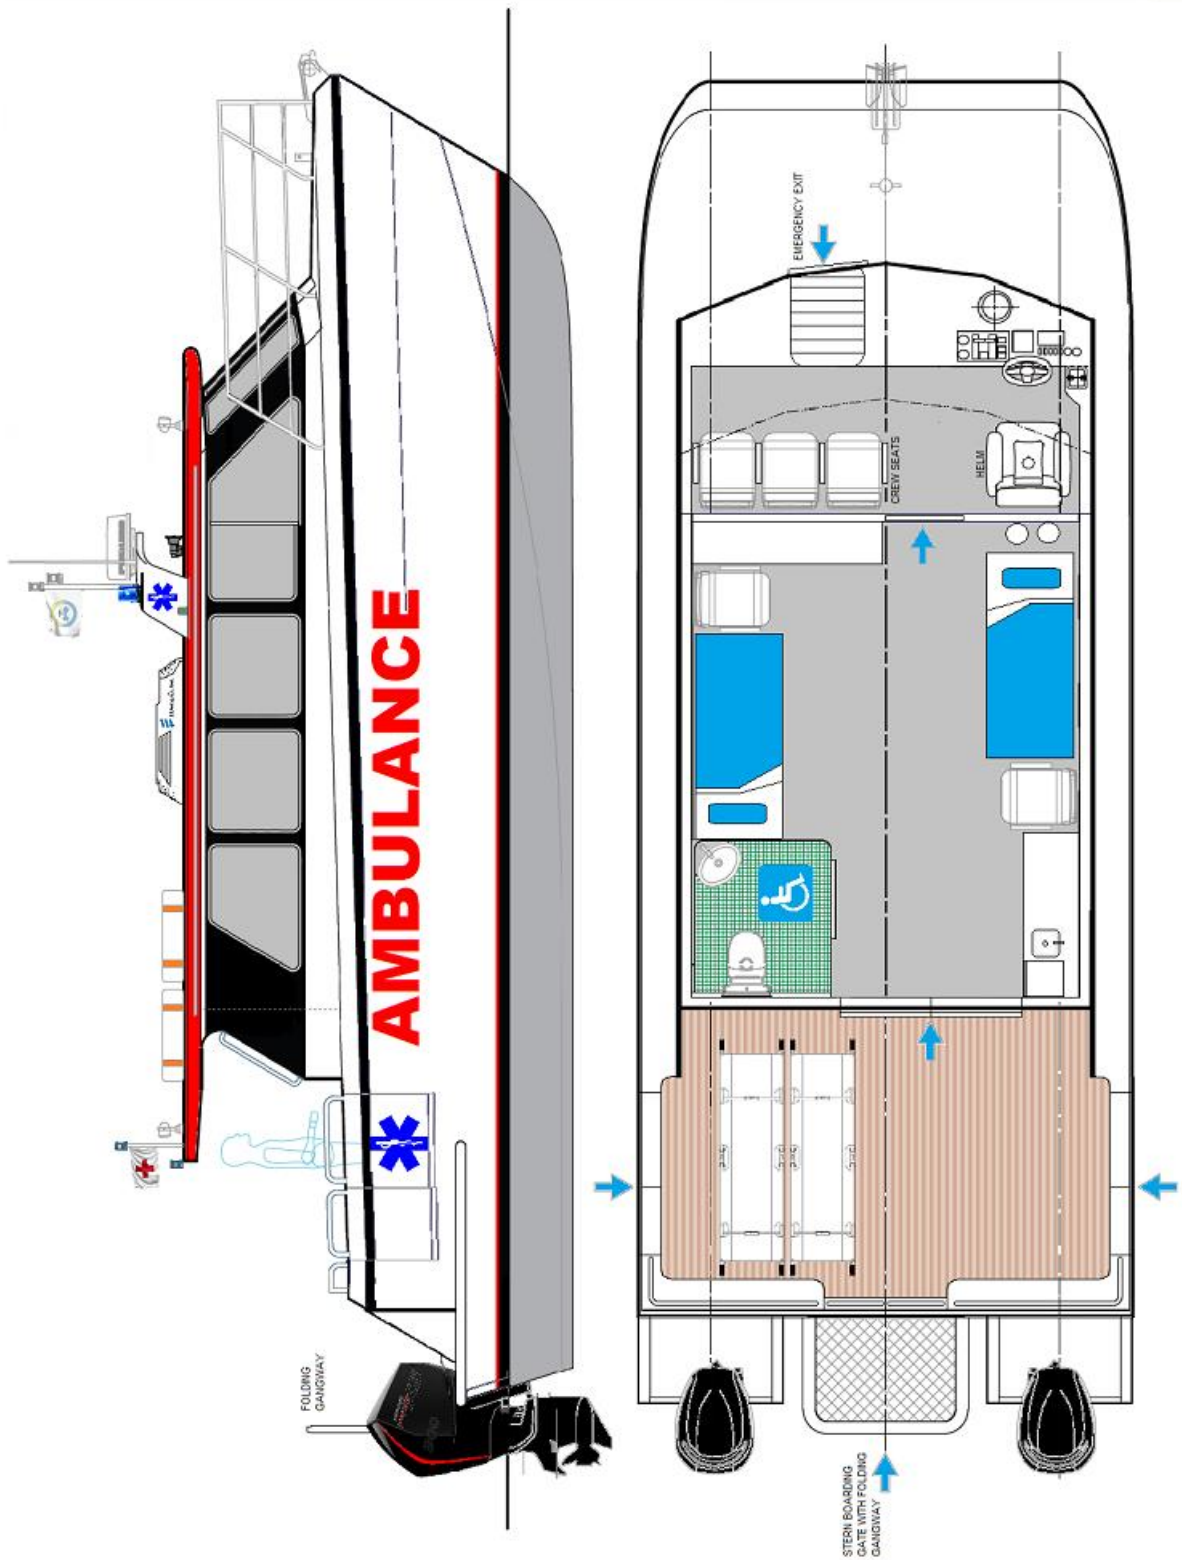 FOLDING
GANGWAY
AMBULANCE
EMERGENCY EXIT
CREW SEATS
HELM
STERN BOARDING
GATE WITH FOLDING
GANGWAY